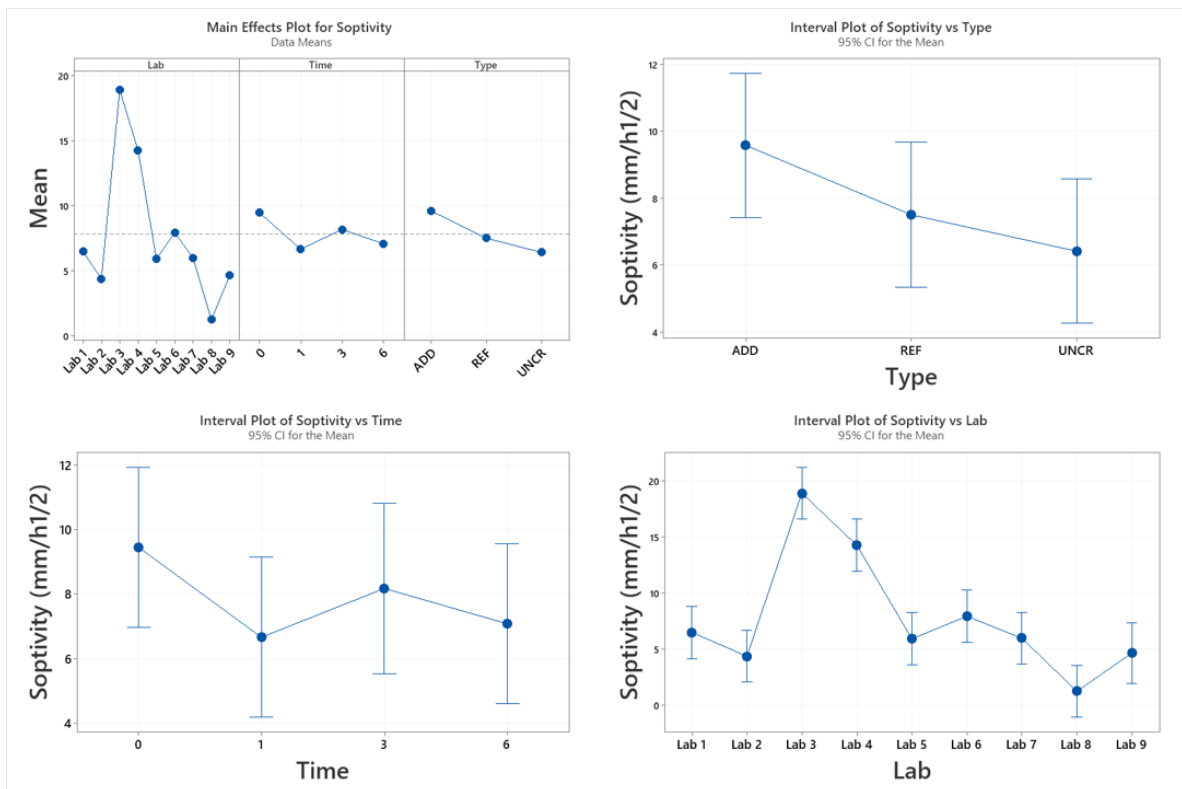 Main Effects Plot for Soptivity
Data Means
Lab Time Type
20
15
10
5
0
Mean
Lab 1 Lab 2 Lab 3 Lab 4 Lab 5 Lab 6 Lab 7 Lab 8 Lab 9 0 1 3 6 ADD REF UNCR
Interval Plot of Soptivity vs Type
95% CI for the Mean
12
10
8
6
4
Soptivity (mm/h1/2)
ADD REF UNCR
Type
Interval Plot of Soptivity vs Time
95% CI for the Mean
12
10
8
6
4
Soptivity (mm/h1/2)
0 1 3 6
Time
Interval Plot of Soptivity vs Lab
95% CI for the Mean
20
15
10
5
0
Soptivity (mm/h1/2)
Lab 1 Lab 2 Lab 3 Lab 4 Lab 5 Lab 6 Lab 7 Lab 8 Lab 9
Lab